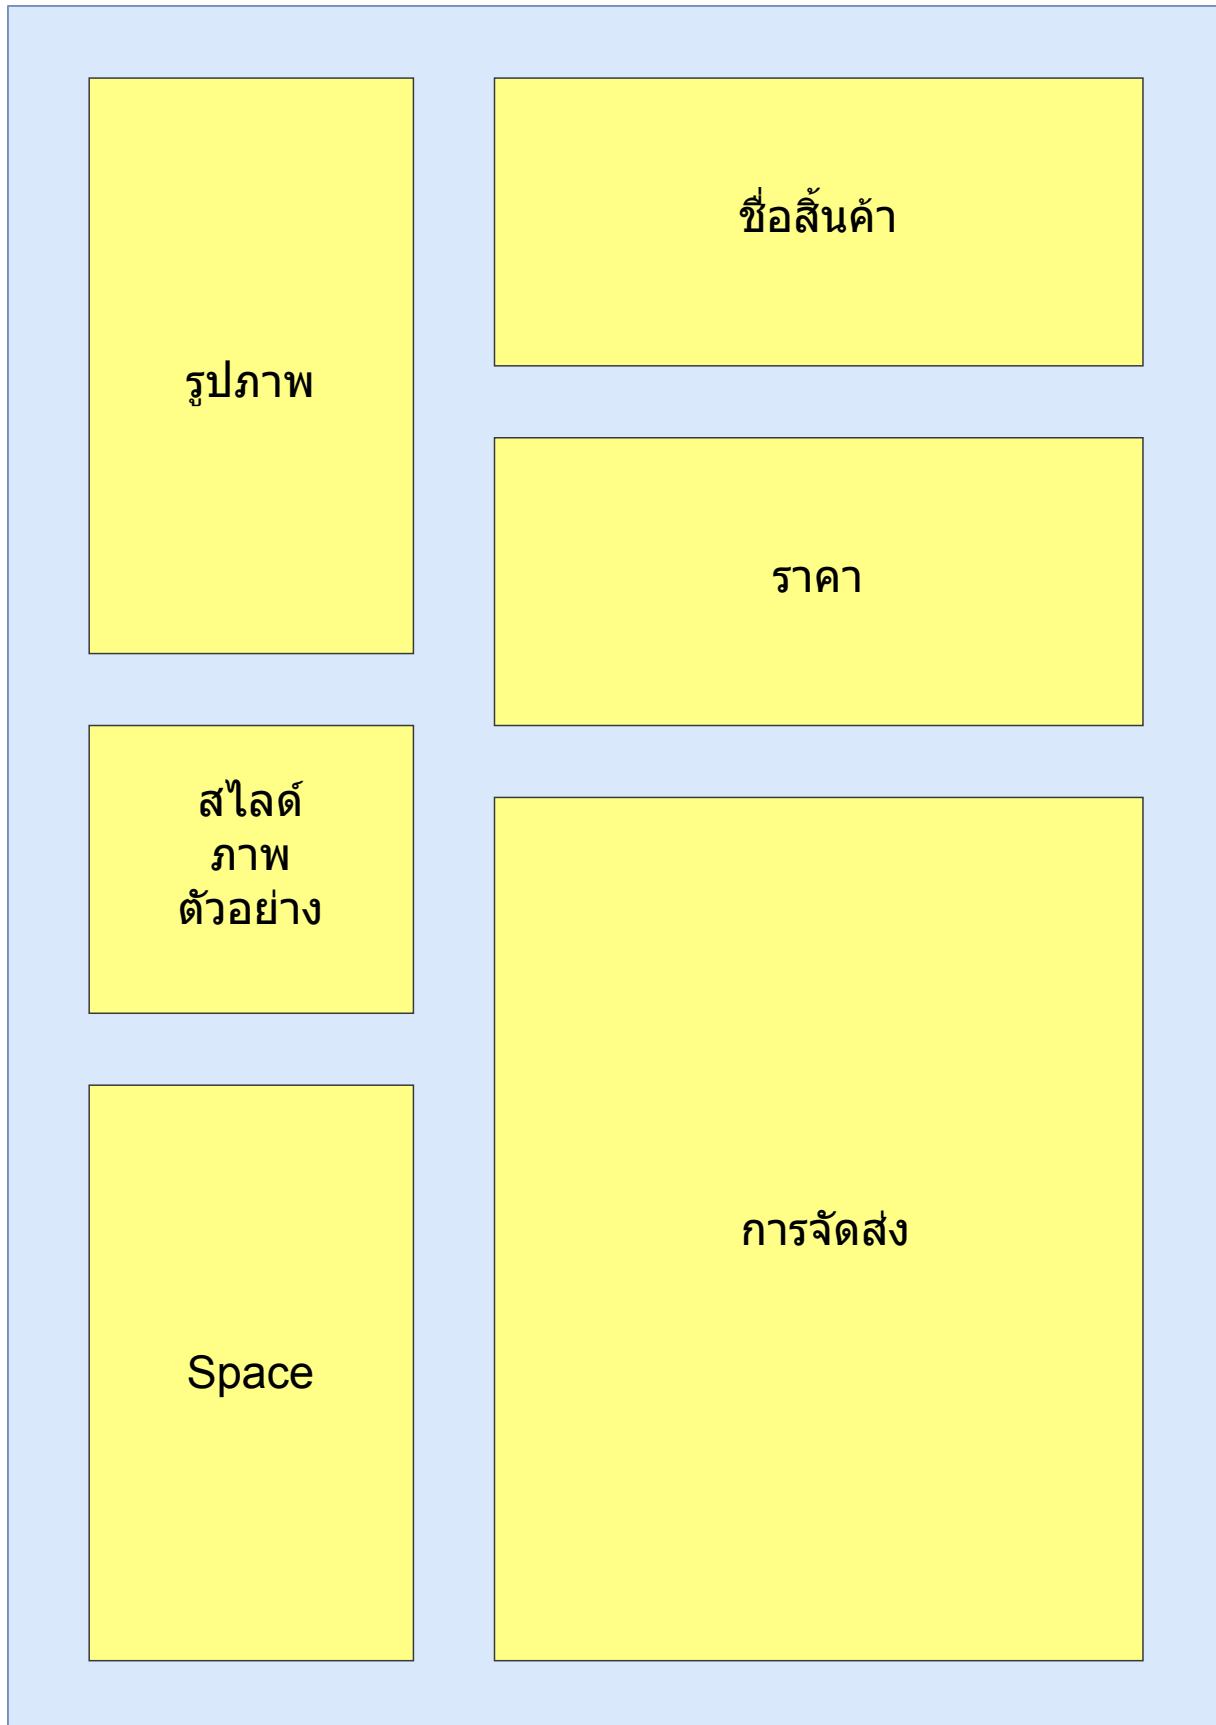 รูปภาพ
สไลด์
ภาพ
ตัวอย่าง
Space
ชื่อสิ้นค้า
ราคา
การจัดส่ง